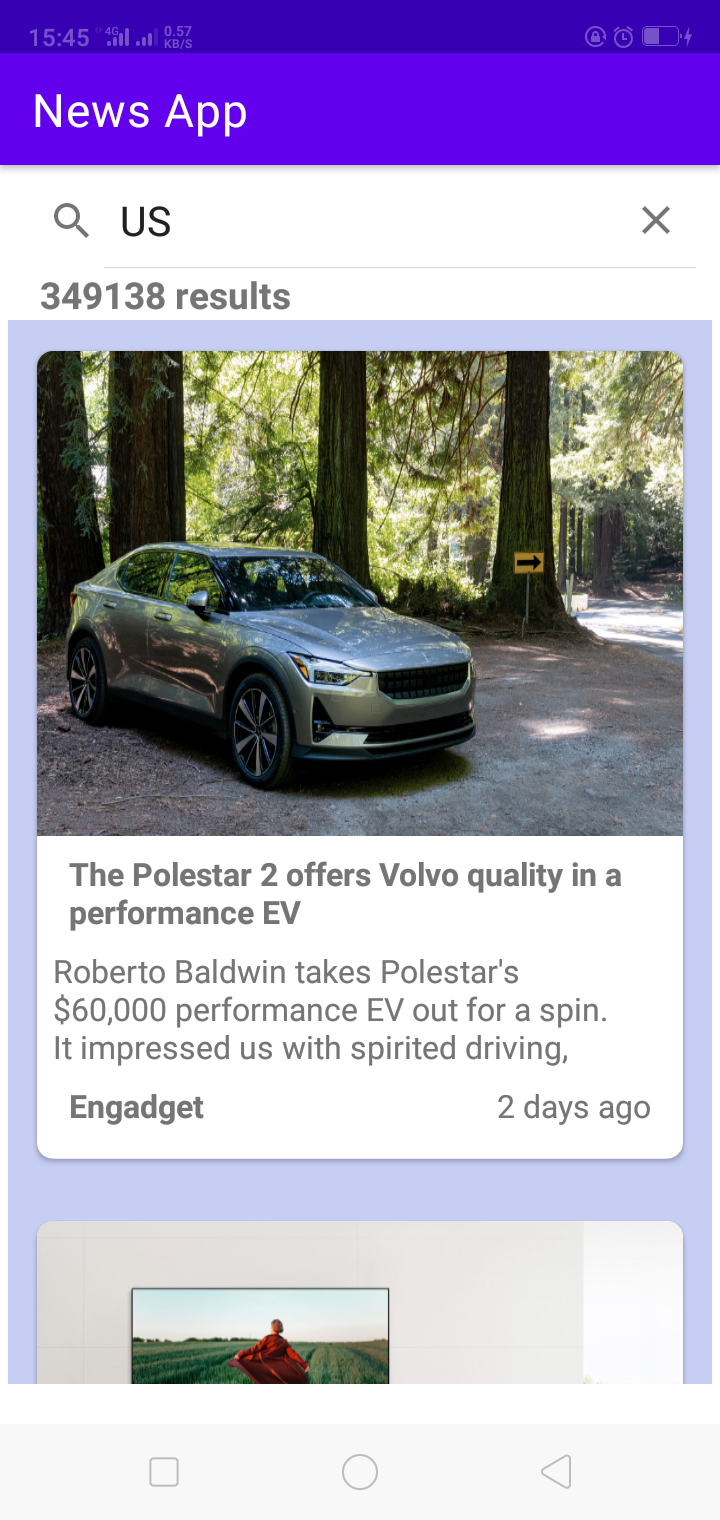 15:45 4G 0.57 KB/S
News App
US
349138 results
The Polestar 2 offers Volvo quality in a
performance EV
Roberto Baldwin takes Polestar's
$60,000 performance EV out for a spin.
It impressed us with spirited driving,
Engadget 2 days ago